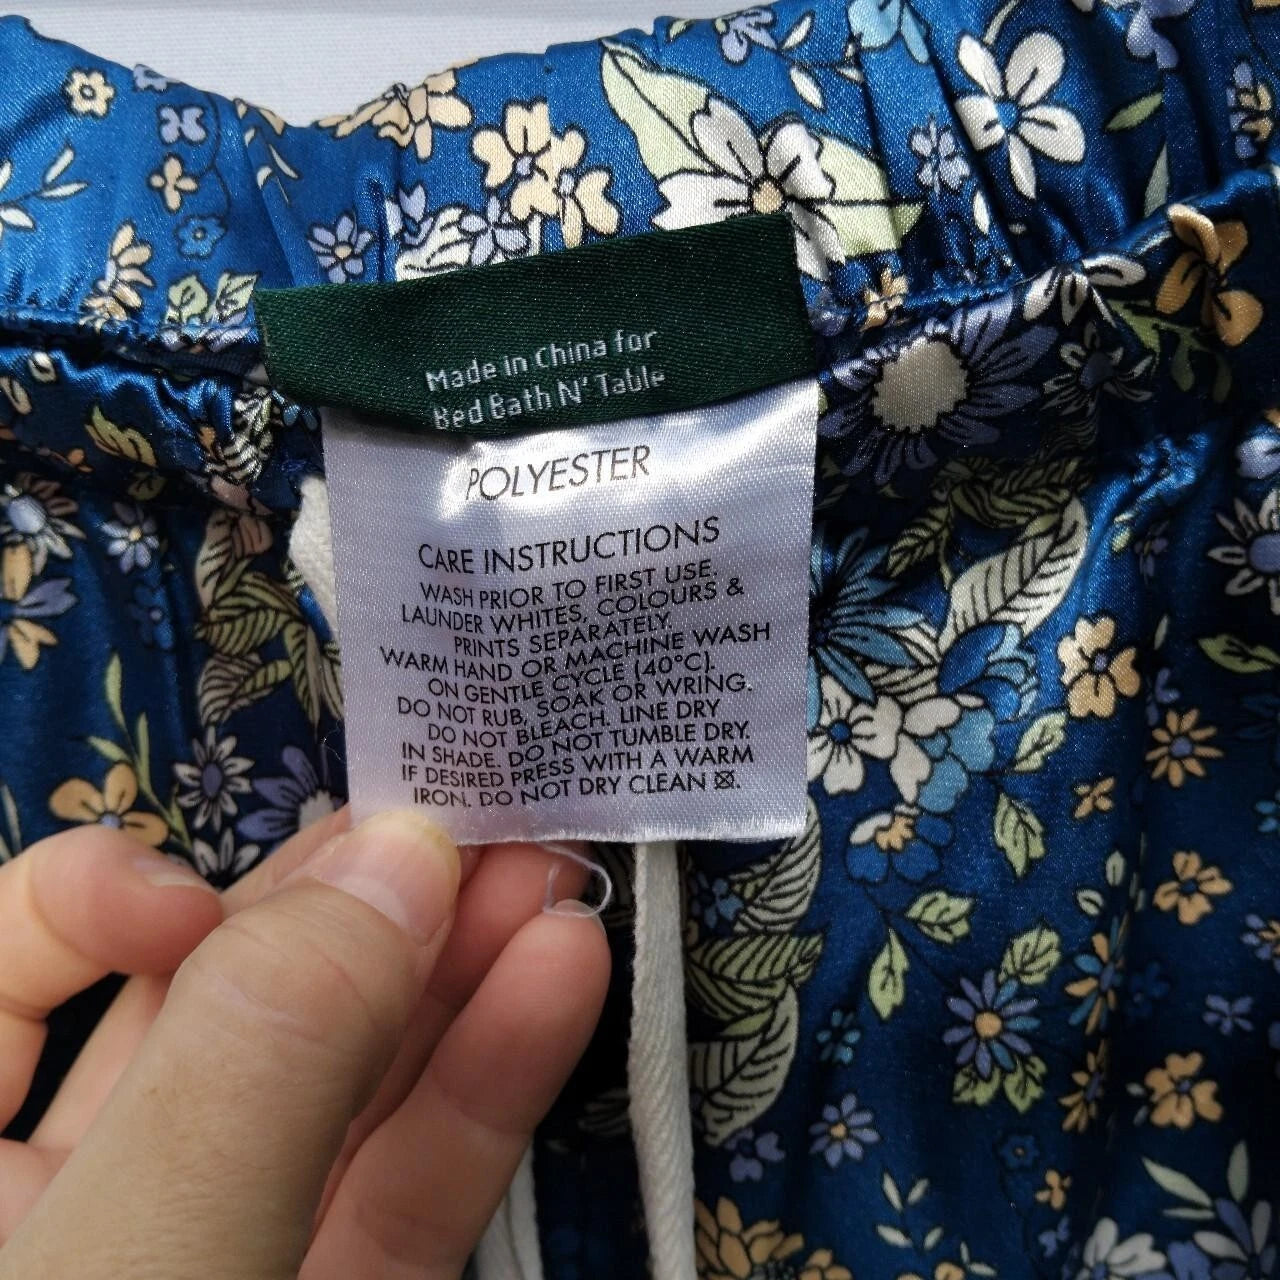 Made in China for
Bed Bath N' Table
POLYESTER
CARE INSTRUCTIONS
WASH PRIOR TO FIRST USE.
LAUNDER WHITES, COLOURS &
PRINTS SEPARATELY.
WARM HAND OR MACHINE WASH
ON GENTLE CYCLE (40°C).
DO NOT RUB, SOAK OR WRING.
DO NOT BLEACH. LINE DRY
IN SHADE. DO NOT TUMBLE DRY.
IF DESIRED PRESS WITH A WARM
IRON. DO NOT DRY CLEAN.